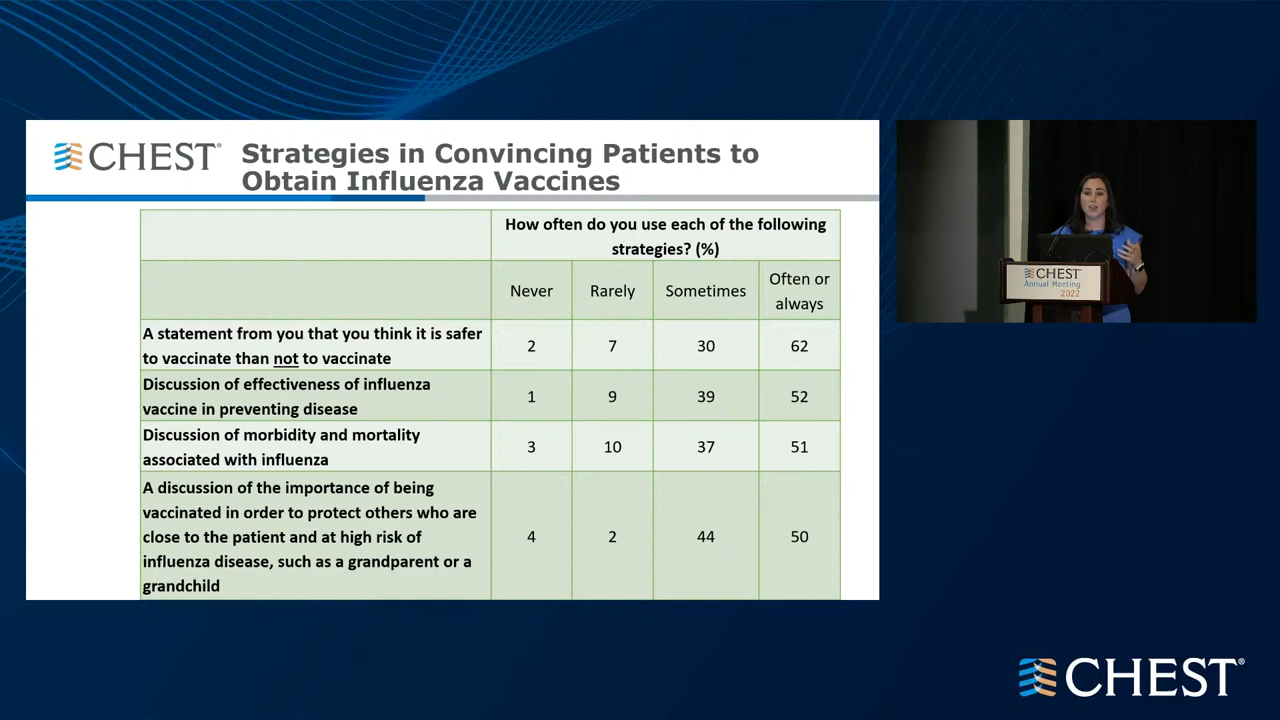 CHEST®
Strategies in Convincing Patients to
Obtain Influenza Vaccines
How often do you use each of the following
strategies? (%)
Never
Rarely
Sometimes
Often or
always
A statement from you that you think it is safer
to vaccinate than not to vaccinate
2
7
30
62
Discussion of effectiveness of influenza
vaccine in preventing disease
1
9
39
52
Discussion of morbidity and mortality
associated with influenza
3
10
37
51
A discussion of the importance of being
vaccinated in order to protect others who are
close to the patient and at high risk of
influenza disease, such as a grandparent or a
grandchild
4
2
44
50
CHEST
Annual Meeting
2022
CHEST®